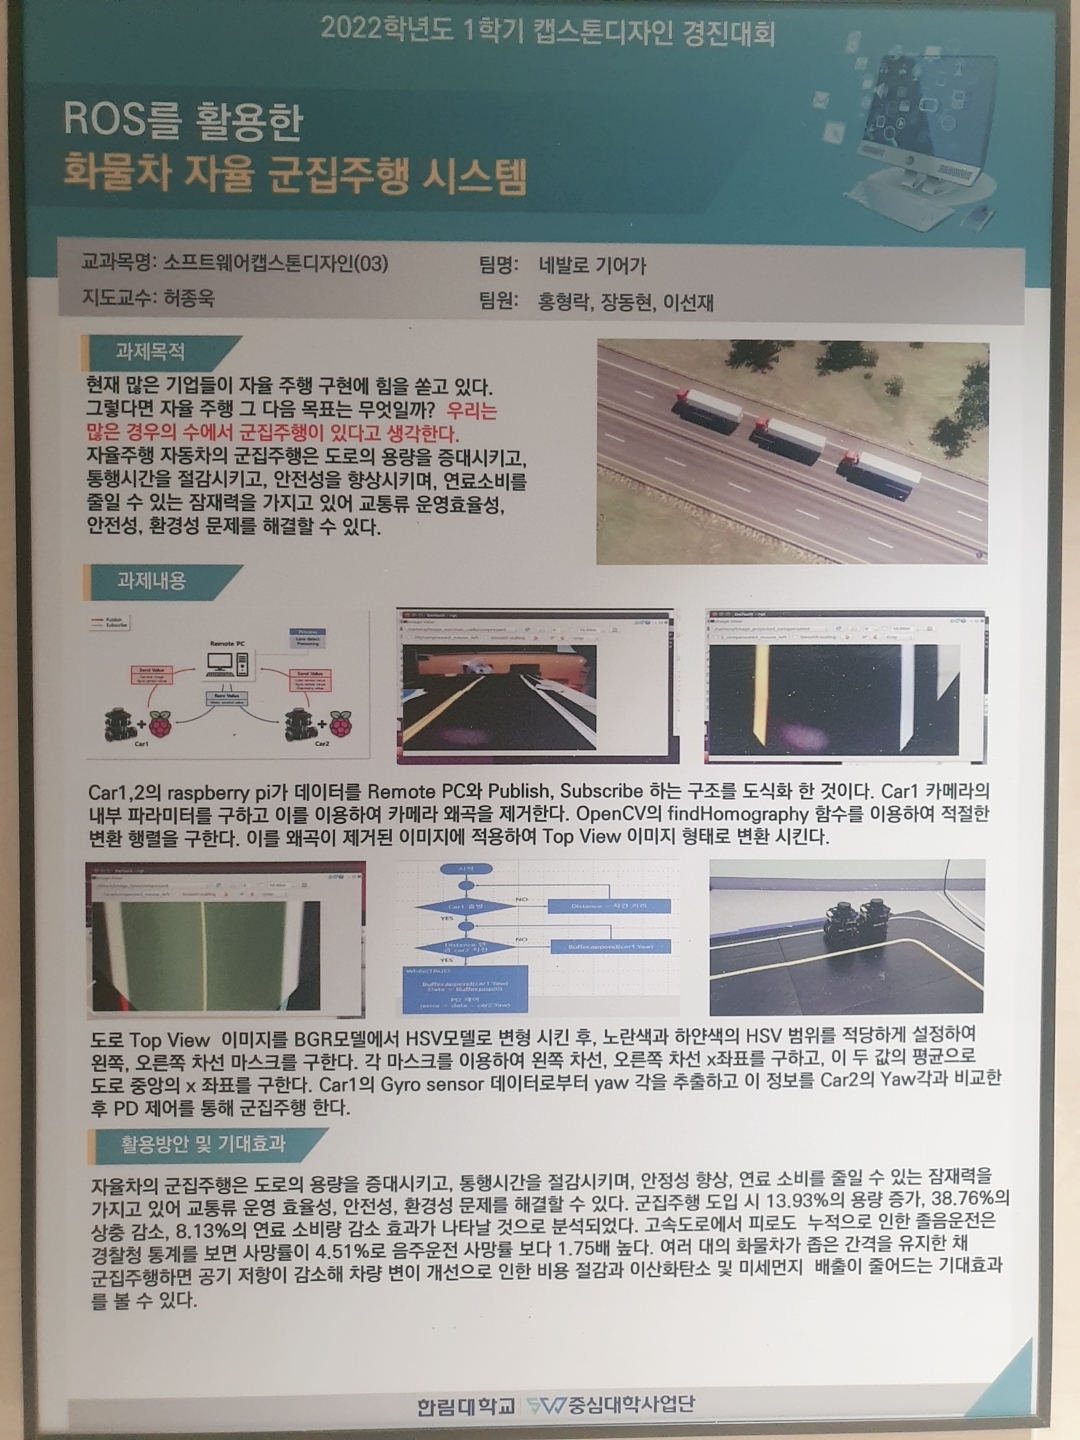 2022학년도 1학기 캡스톤디자인 경진대회
ROS를 활용한
화물차 자율 군집주행 시스템
교과목명: 소프트웨어캡스톤디자인(03)
팀명: 네발로 기어가
지도교수: 허종욱
팀원: 홍형락, 장동현, 이선재
과제목적
현재 많은 기업들이 자율 주행 구현에 힘을 쏟고 있다.
그렇다면 자율 주행 그 다음 목표는 무엇일까? 우리는
많은 경우의 수에서 군집주행이 있다고 생각한다.
자율주행 자동차의 군집주행은 도로의 용량을 증대시키고,
통행시간을 절감시키고, 안전성을 향상시키며, 연료소비를
줄일 수 있는 잠재력을 가지고 있어 교통류 운영효율성,
안전성, 환경성 문제를 해결할 수 있다.
과제내용
Publish
Subscribe
Remote PC
Send Value
Send Value
Car1
Car2
Car1,2의 raspberry pi가 데이터를 Remote PC와 Publish, Subscribe 하는 구조를 도식화 한 것이다. Car1 카메라의
내부 파라미터를 구하고 이를 이용하여 카메라 왜곡을 제거한다. OpenCV의 findHomography 함수를 이용하여 적절한
변환 행렬을 구한다. 이를 왜곡이 제거된 이미지에 적용하여 Top View 이미지 형태로 변환 시킨다.
시작
Car1 출발
NO
YES
NO
Buffer.append(car1.Yaw)
YES
While(TRUE)
Buffer.append(car1.Yaw)
PD 제어
도로 Top View 이미지를 BGR모델에서 HSV모델로 변형 시킨 후, 노란색과 하얀색의 HSV 범위를 적당하게 설정하여
왼쪽, 오른쪽 차선 마스크를 구한다. 각 마스크를 이용하여 왼쪽 차선, 오른쪽 차선 x좌표를 구하고, 이 두 값의 평균으로
도로 중앙의 x 좌표를 구한다. Car1의 Gyro sensor 데이터로부터 yaw 각을 추출하고 이 정보를 Car2의 Yaw각과 비교한
후 PD 제어를 통해 군집주행 한다.
활용방안 및 기대효과
자율차의 군집주행은 도로의 용량을 증대시키고, 통행시간을 절감시키며, 안정성 향상, 연료 소비를 줄일 수 있는 잠재력을
가지고 있어 교통류 운영 효율성, 안전성, 환경성 문제를 해결할 수 있다. 군집주행 도입 시 13.93%의 용량 증가, 38.76%의
상충 감소, 8.13%의 연료 소비량 감소 효과가 나타날 것으로 분석되었다. 고속도로에서 피로도 누적으로 인한 졸음운전은
경찰청 통계를 보면 사망률이 4.51%로 음주운전 사망률 보다 1.75배 높다. 여러 대의 화물차가 좁은 간격을 유지한 채
군집주행하면 공기 저항이 감소해 차량 변이 개선으로 인한 비용 절감과 이산화탄소 및 미세먼지 배출이 줄어드는 기대효과
를 볼 수 있다.
한림대학교 SW중심대학사업단